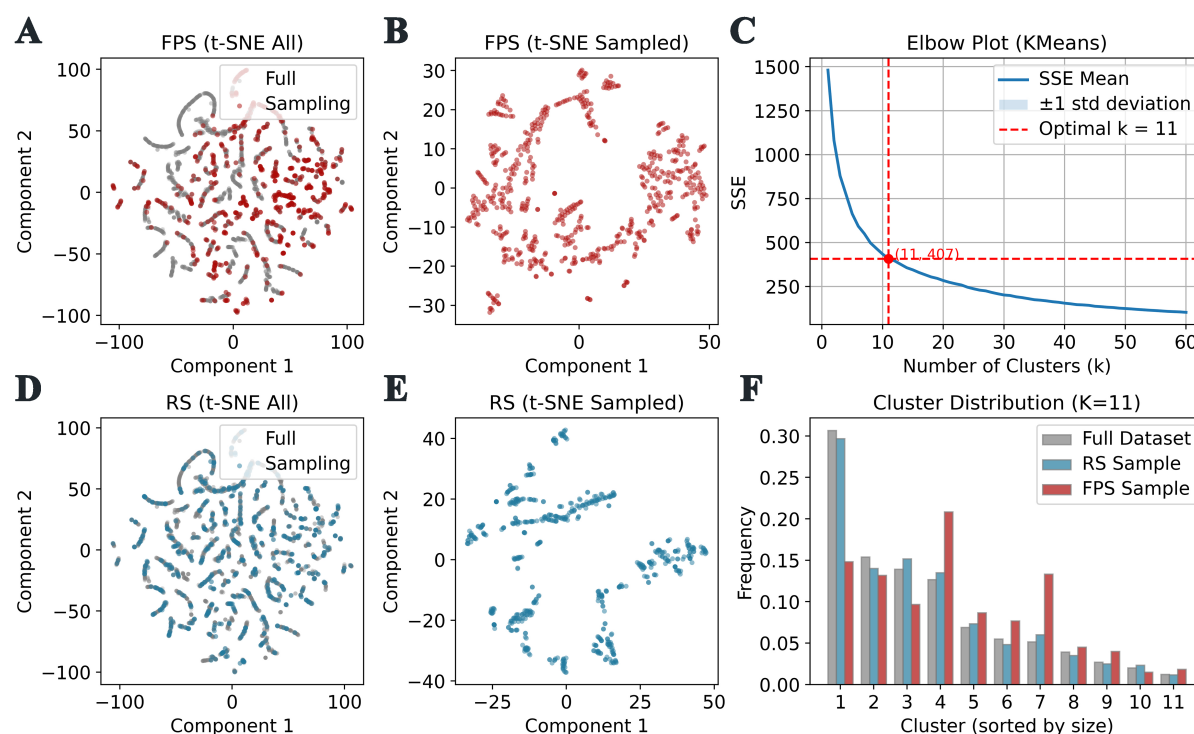 A
FPS (t-SNE All)
Full
Sampling
100
50
0
−50
−100
Component 2
−100 0 100
Component 1
B
FPS (t-SNE Sampled)
30
20
10
0
−10
−20
−30
Component 2
0 50
Component 1
C
Elbow Plot (KMeans)
SSE Mean
±1 std deviation
Optimal k = 11
(11, 407)
1500
1250
1000
750
500
250
SSE
0 10 20 30 40 50 60
Number of Clusters (k)
D
RS (t-SNE All)
Full
Sampling
100
50
0
−50
−100
Component 2
−100 0 100
Component 1
E
RS (t-SNE Sampled)
40
20
0
−20
−40
Component 2
−25 0 25 50
Component 1
F
Cluster Distribution (K=11)
Full Dataset
RS Sample
FPS Sample
0.30
0.25
0.20
0.15
0.10
0.05
0.00
Frequency
1 2 3 4 5 6 7 8 9 10 11
Cluster (sorted by size)